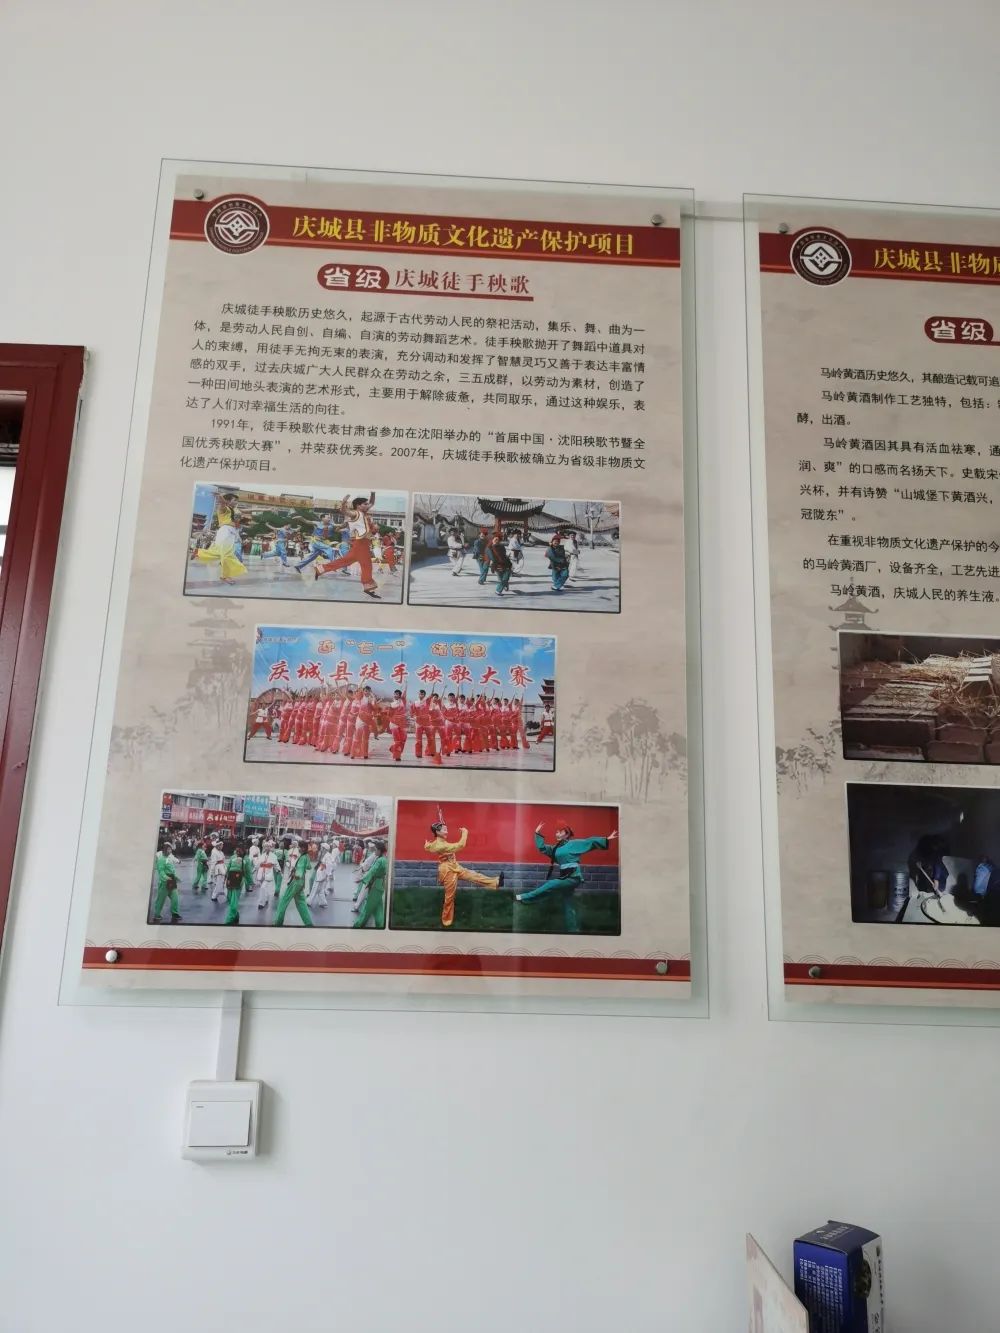 庆城县非物质文化遗产保护项目
省级 庆城徒手秧歌
庆城徒手秧歌历史悠久，起源于古代劳动人民的祭祀活动，集乐、舞、曲为一
体，是劳动人民自创、自编、自演的劳动舞蹈艺术。徒手秧歌抛开了舞蹈中道具对
人的束缚，用徒手无拘无束的表演，充分调动和发挥了智慧灵巧又善于表达丰富情
感的双手，过去庆城广大人民群众在劳动之余，三五成群，以劳动为素材，创造了
一种田间地头表演的艺术形式，主要用于解除疲惫，共同取乐，通过这种娱乐，表
达了人们对幸福生活的向往。
1991年，徒手秧歌代表甘肃省参加在沈阳举办的“首届中国·沈阳秧歌节暨全
国优秀秧歌大赛”，并荣获优秀奖。2007年，庆城徒手秧歌被确立为省级非物质文
化遗产保护项目。
迎“七一” 颂党恩
庆城县徒手秧歌大赛
庆城县非物质
省级
马岭黄酒历史悠久，其酿造记载可追
马岭黄酒制作工艺独特，包括：
酵，出酒。
马岭黄酒因其具有活血祛寒，通
润、爽”的口感而名扬天下。史载宋
兴杯，并有诗赞“山城堡下黄酒兴，
冠陇东”。
在重视非物质文化遗产保护的今
的马岭黄酒厂，设备齐全，工艺先进
马岭黄酒，庆城人民的养生液。